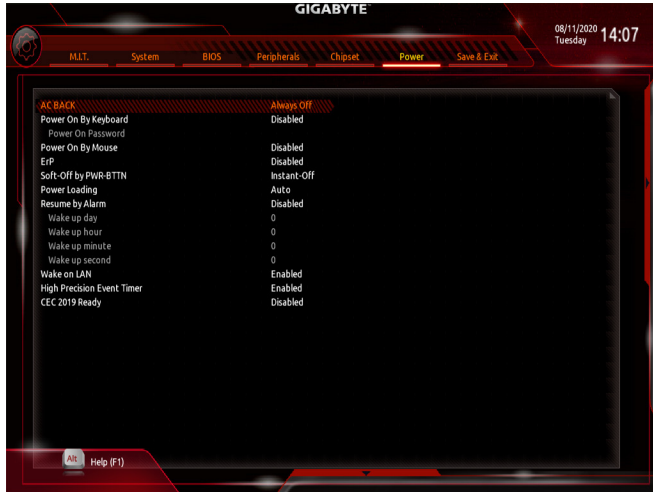 GIGABYTE™
08/11/2020 14:07
Tuesday
M.I.T. System BIOS Peripherals Chipset Power Save & Exit
AC BACK Always Off
Power On By Keyboard Disabled
Power On Password
Power On By Mouse Disabled
ErP Disabled
Soft-Off by PWR-BTTN Instant-Off
Power Loading Auto
Resume by Alarm Disabled
Wake up day 0
Wake up hour 0
Wake up minute 0
Wake up second 0
Wake on LAN Enabled
High Precision Event Timer Enabled
CEC 2019 Ready Disabled
Alt Help (F1)